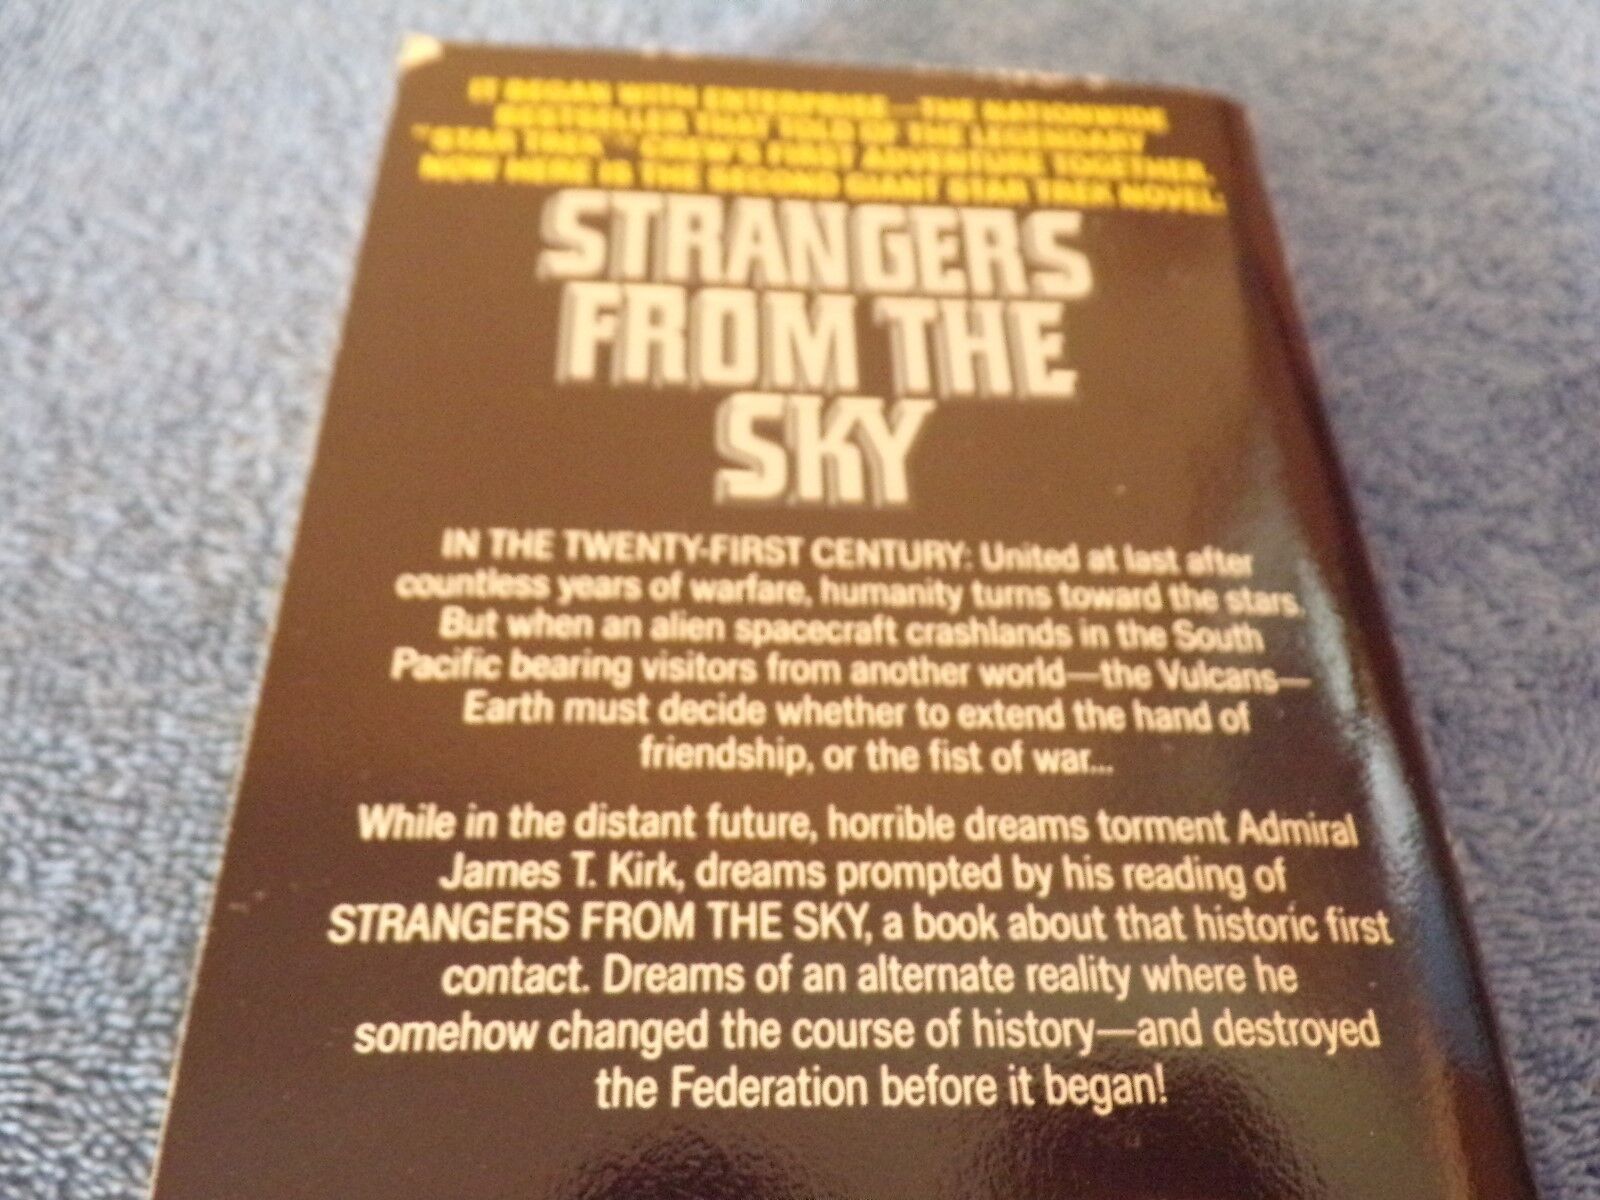 IT BEGAN WITH ENTERPRISE—THE NATIONWIDE
BESTSELLER THAT TOLD OF THE LEGENDARY
"STAR TREK"® CREW'S FIRST ADVENTURE TOGETHER.
NOW HERE IS THE SECOND GIANT STAR TREK NOVEL:
STRANGERS
FROM THE
SKY
IN THE TWENTY-FIRST CENTURY: United at last after
countless years of warfare, humanity turns toward the stars.
But when an alien spacecraft crashlands in the South
Pacific bearing visitors from another world—the Vulcans—
Earth must decide whether to extend the hand of
friendship, or the fist of war...
While in the distant future, horrible dreams torment Admiral
James T. Kirk, dreams prompted by his reading of
STRANGERS FROM THE SKY, a book about that historic first
contact. Dreams of an alternate reality where he
somehow changed the course of history—and destroyed
the Federation before it began!